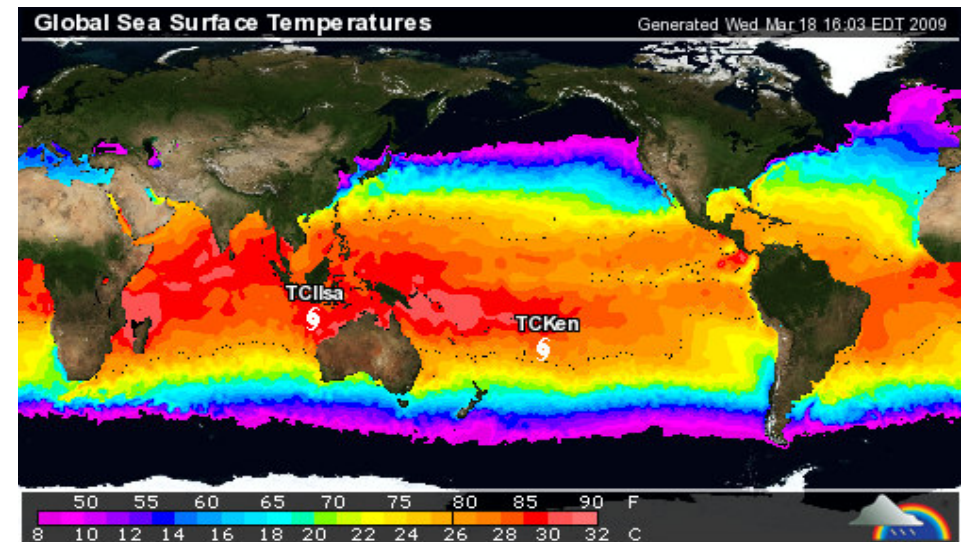 Global Sea Surface Temperatures
Generated Wed Mar 18 16:03 EDT 2009
TCIlsa
TCKen
50 55 60 65 70 75 80 85 90 F
8 10 12 14 16 18 20 22 24 26 28 30 32 C